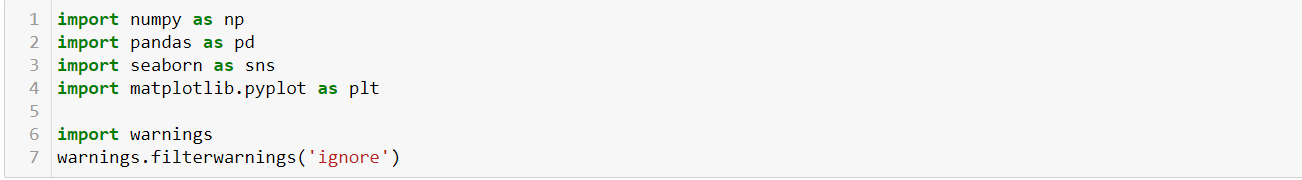 1 import numpy as np
2 import pandas as pd
3 import seaborn as sns
4 import matplotlib.pyplot as plt
5
6 import warnings
7 warnings.filterwarnings('ignore')